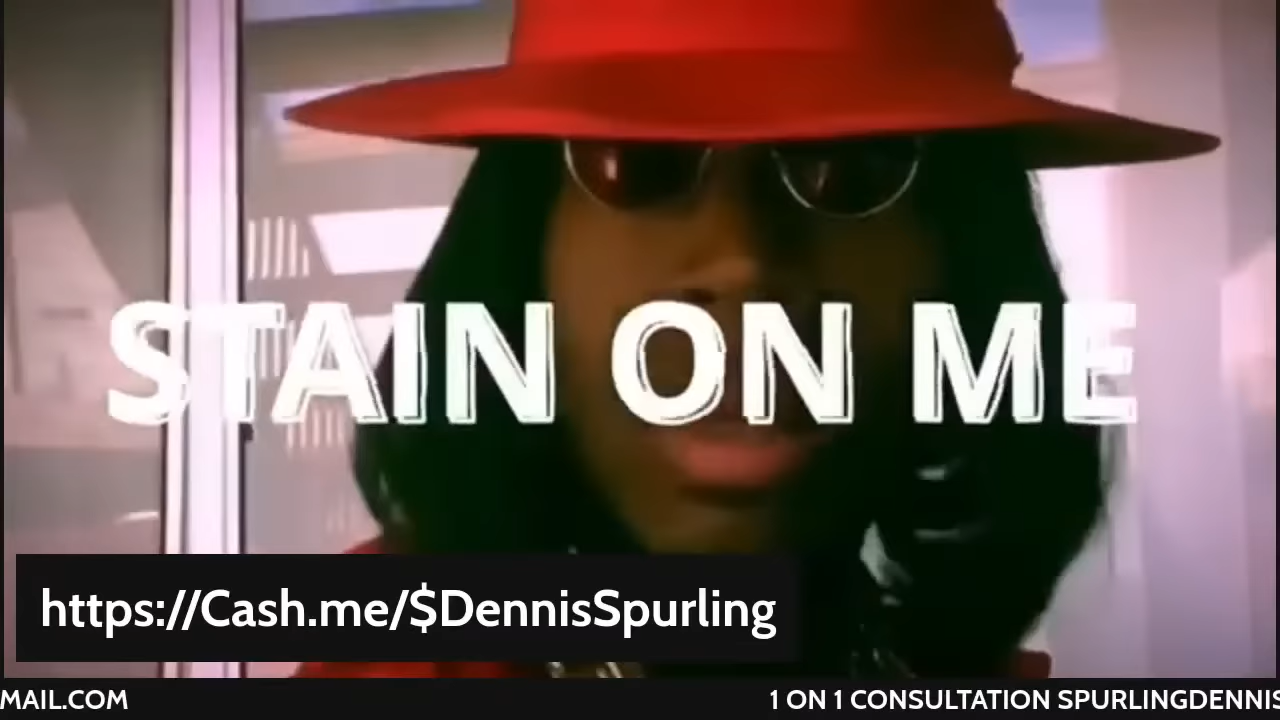 STAIN ON ME
https://Cash.me/$DennisSpurling
MAIL.COM
1 ON 1 CONSULTATION SPURLINGDENNIS